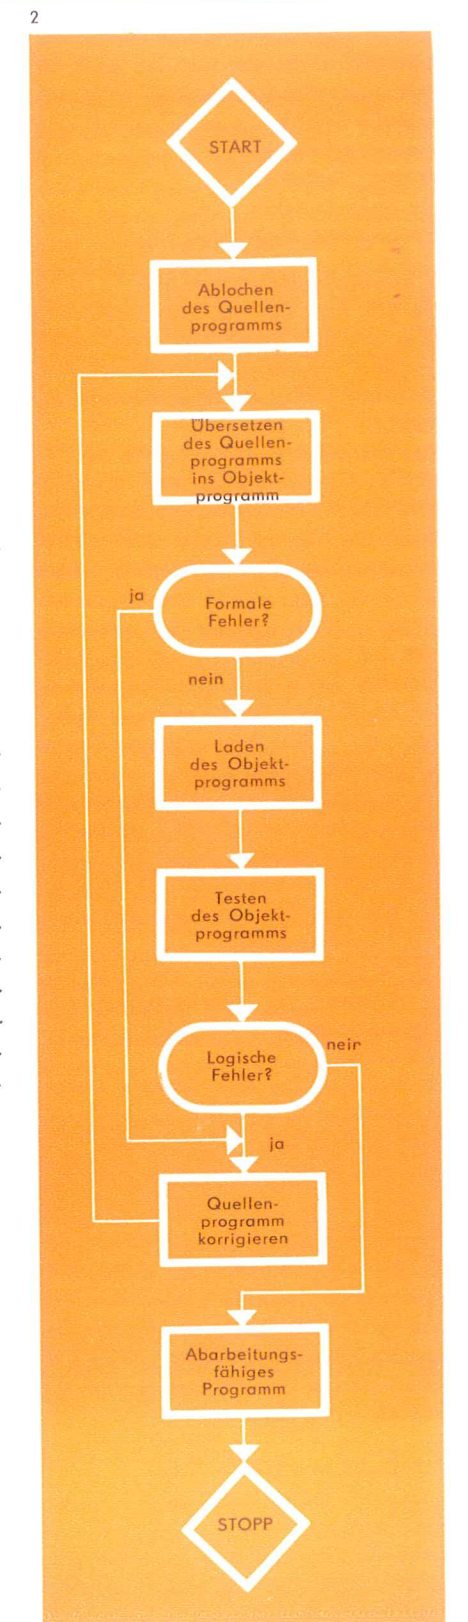 2
START
Ablochen
des Quellen-
programms
Übersetzen
des Quellen-
programms
ins Objekt-
programm
ja
Formale
Fehler?
nein
Laden
des Objekt-
programms
Testen
des Objekt-
programms
nein
Logische
Fehler?
ja
Quellen-
programm
korrigieren
Abarbeitungs-
fähiges
Programm
STOPP